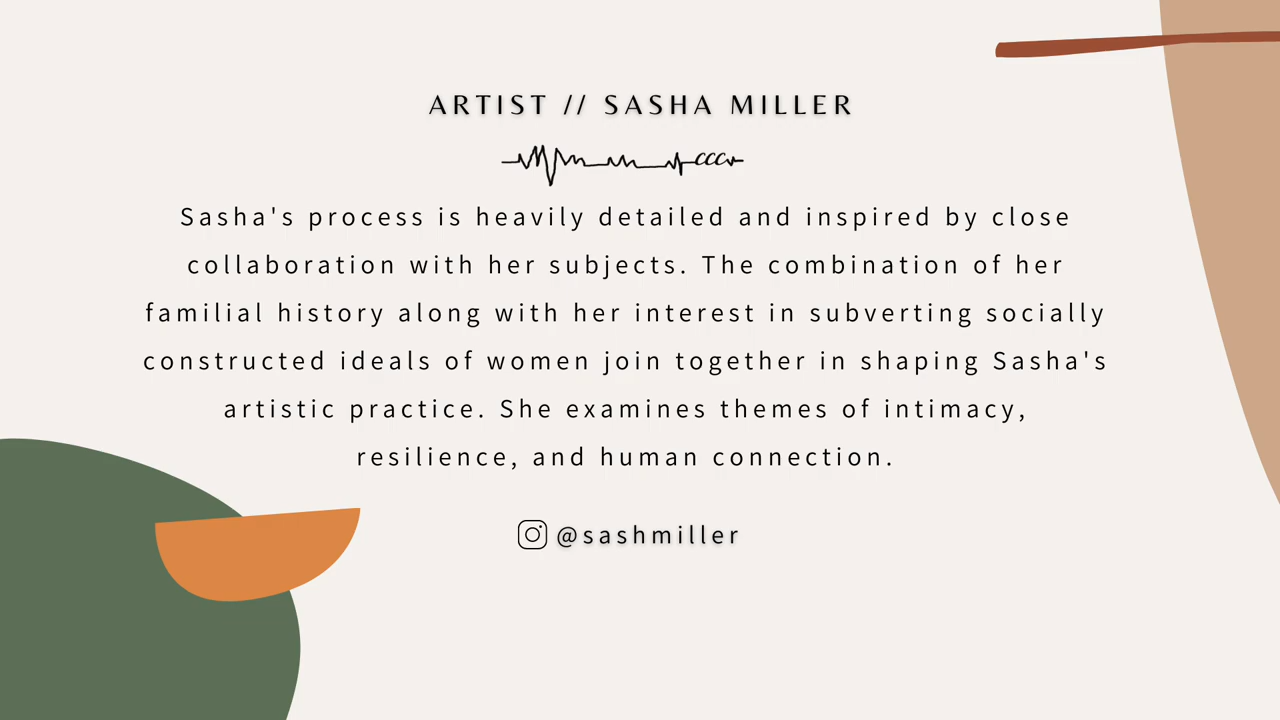 ARTIST // SASHA MILLER
Sasha's process is heavily detailed and inspired by close
collaboration with her subjects. The combination of her
familial history along with her interest in subverting socially
constructed ideals of women join together in shaping Sasha's
artistic practice. She examines themes of intimacy,
resilience, and human connection.
@sashmiller